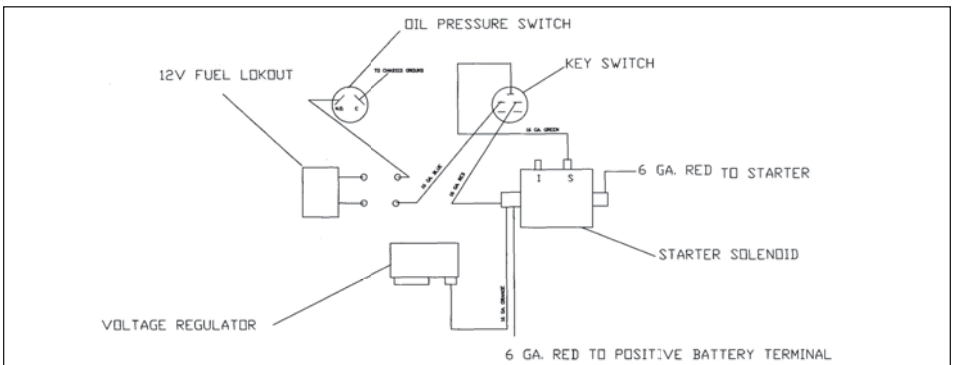 OIL PRESSURE SWITCH
TO CHASSIS GROUND
KEY SWITCH
12V FUEL LOKOUT
N.O. C
16 GA. GREEN
16 GA. BLUE
16 GA. RED
I S
6 GA. RED TO STARTER
STARTER SOLENOID
16 GA. ORANGE
VOLTAGE REGULATOR
6 GA. RED TO POSITIVE BATTERY TERMINAL